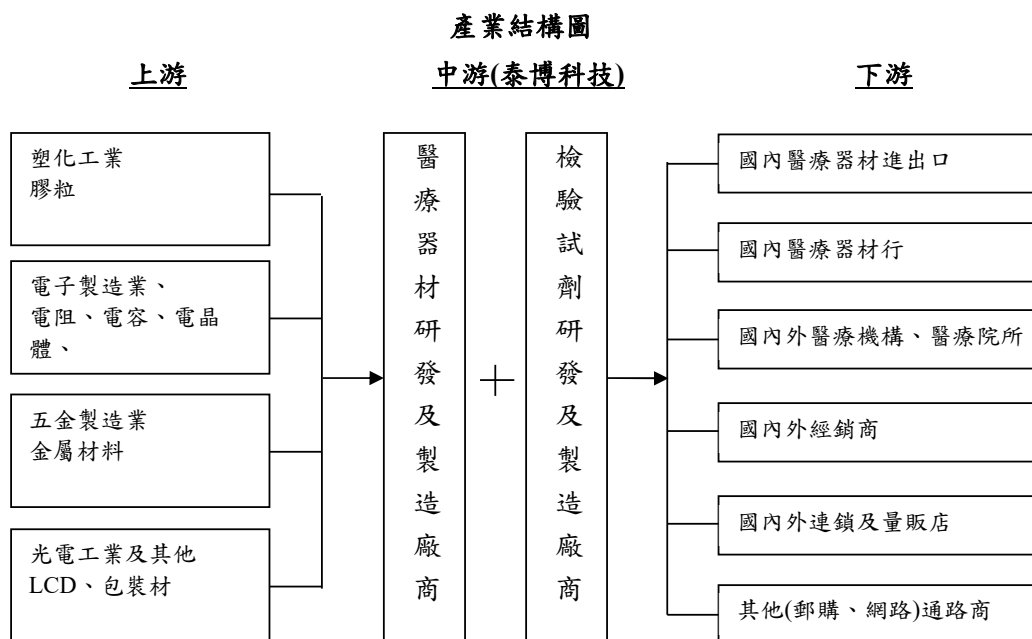 產業結構圖
上游
中游(泰博科技)
下游
塑化工業
膠粒
電子製造業、
電阻、電容、電晶
體、
五金製造業
金屬材料
光電工業及其他
LCD、包裝材
醫療器材研發及製造廠商
+
檢驗試劑研發及製造廠商
國內醫療器材進出口
國內醫療器材行
國內外醫療機構、醫療院所
國內外經銷商
國內外連鎖及量販店
其他(郵購、網路)通路商